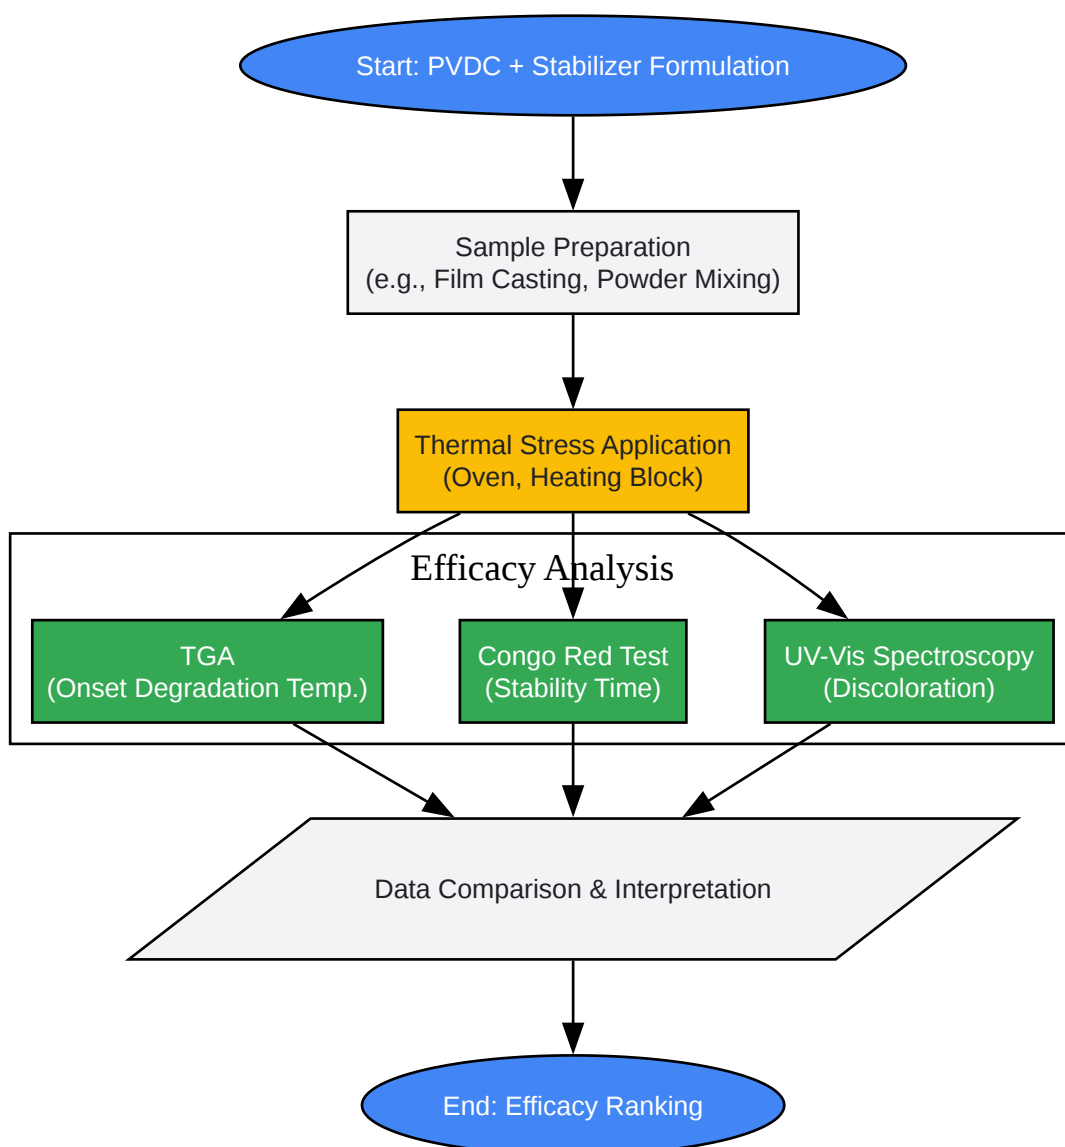 Start: PVDC + Stabilizer Formulation
Sample Preparation
(e.g., Film Casting, Powder Mixing)
Thermal Stress Application
(Oven, Heating Block)
Efficacy Analysis
TGA
(Onset Degradation Temp.)
Congo Red Test
(Stability Time)
UV-Vis Spectroscopy
(Discoloration)
Data Comparison & Interpretation
End: Efficacy Ranking